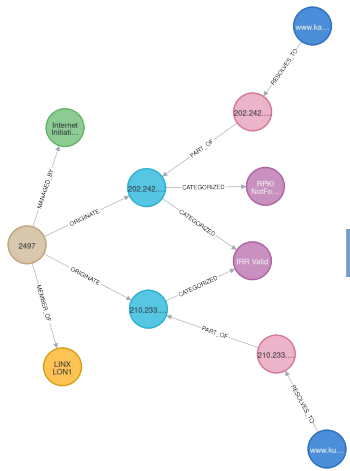 www.ka...
RESOLVES_TO
202.242....
PART_OF
Internet
Initiati...
MANAGED_BY
202.242....
CATEGORIZED
RPKI
NotFo...
ORIGINATE
CATEGORIZED
2497
IRR Valid
ORIGINATE
CATEGORIZED
MEMBER_OF
210.233....
PART_OF
LINX
LON1
210.233....
RESOLVES_TO
www.ku...